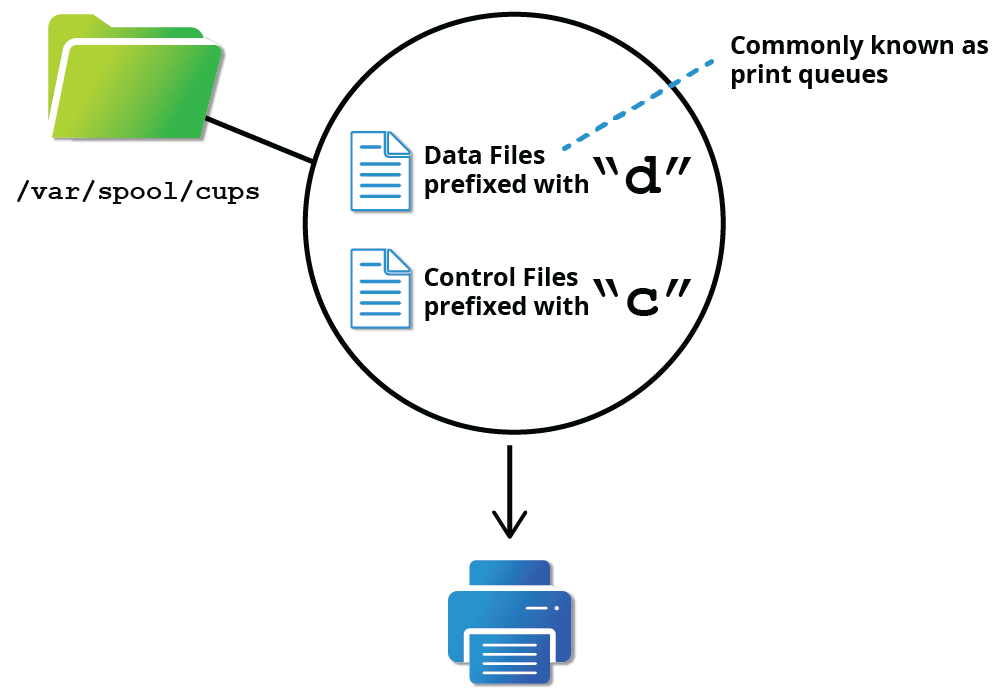 Commonly known as
print queues
Data Files
prefixed with “d”
/var/spool/cups
Control Files
prefixed with “c”